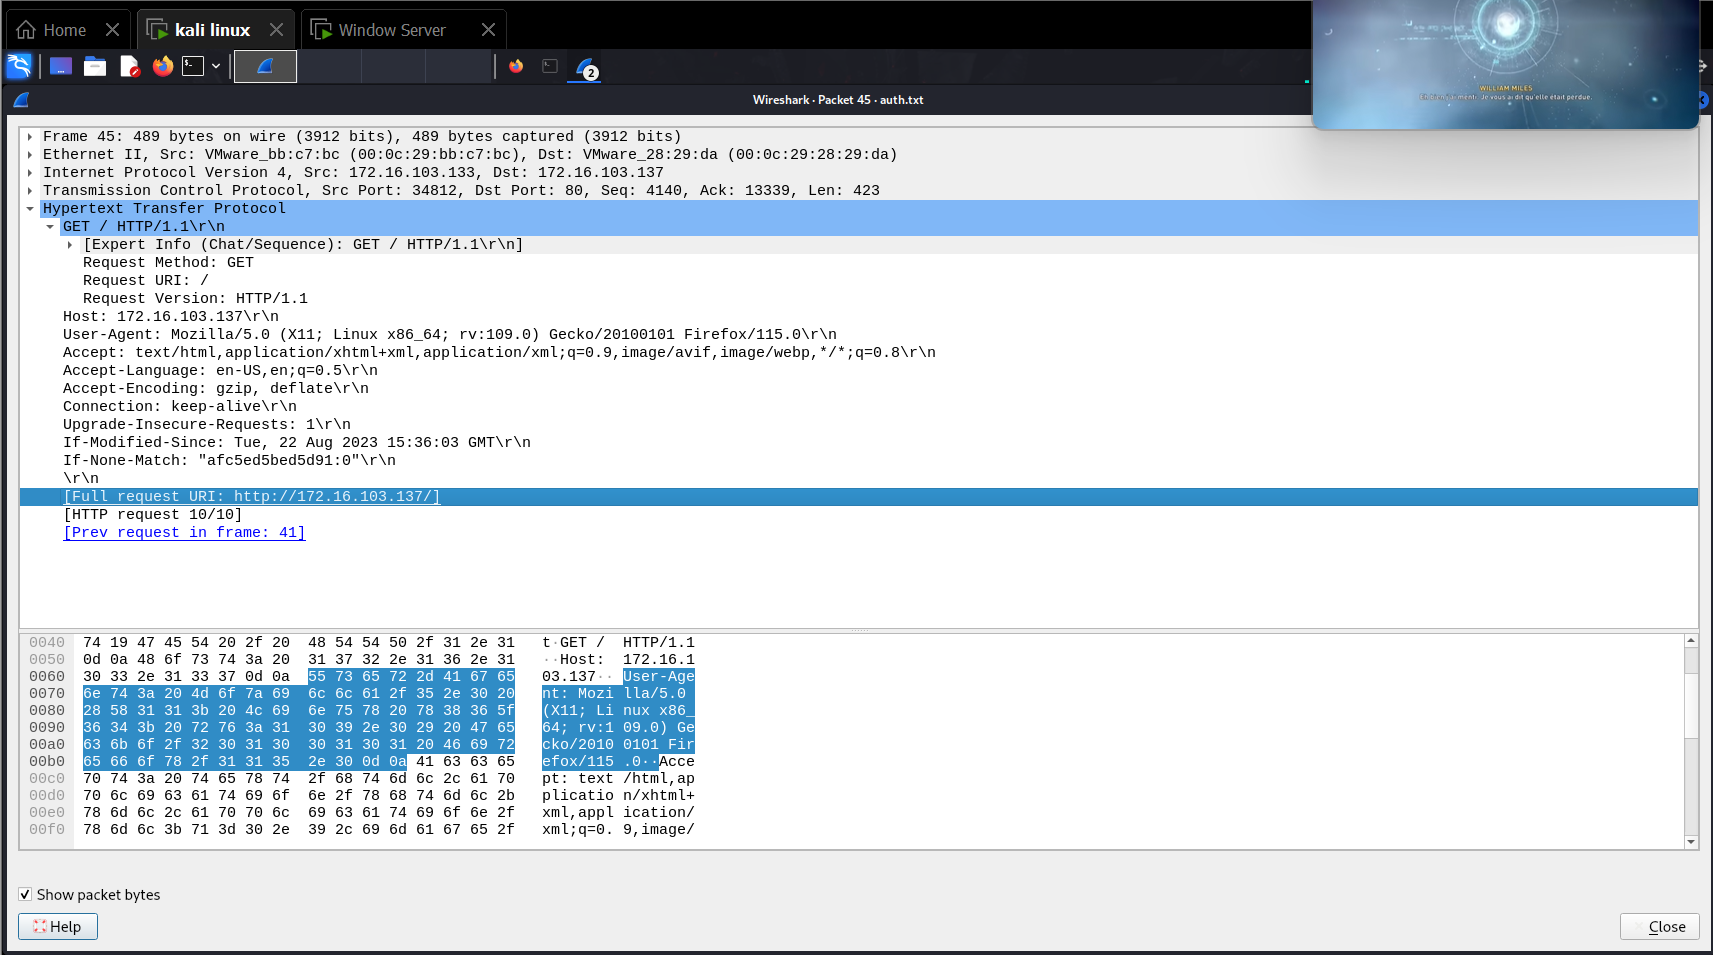 Home
kali linux
Window Server
2
Wireshark · Packet 45 · auth.txt
WILLIAM MILES
Eh bien j'ai menti. Je vous ai dit qu'elle était perdue.
Frame 45: 489 bytes on wire (3912 bits), 489 bytes captured (3912 bits)
Ethernet II, Src: VMware_bb:c7:bc (00:0c:29:bb:c7:bc), Dst: VMware_28:29:da (00:0c:29:28:29:da)
Internet Protocol Version 4, Src: 172.16.103.133, Dst: 172.16.103.137
Transmission Control Protocol, Src Port: 34812, Dst Port: 80, Seq: 4140, Ack: 13339, Len: 423
Hypertext Transfer Protocol
GET / HTTP/1.1\r\n
[Expert Info (Chat/Sequence): GET / HTTP/1.1\r\n]
Request Method: GET
Request URI: /
Request Version: HTTP/1.1
Host: 172.16.103.137\r\n
User-Agent: Mozilla/5.0 (X11; Linux x86_64; rv:109.0) Gecko/20100101 Firefox/115.0\r\n
Accept: text/html,application/xhtml+xml,application/xml;q=0.9,image/avif,image/webp,*/*;q=0.8\r\n
Accept-Language: en-US,en;q=0.5\r\n
Accept-Encoding: gzip, deflate\r\n
Connection: keep-alive\r\n
Upgrade-Insecure-Requests: 1\r\n
If-Modified-Since: Tue, 22 Aug 2023 15:36:03 GMT\r\n
If-None-Match: "afc5ed5bed5d91:0"\r\n
\r\n
[Full request URI: http://172.16.103.137/]
[HTTP request 10/10]
[Prev request in frame: 41]
0040 74 19 47 45 54 20 2f 20 48 54 54 50 2f 31 2e 31 t·GET / HTTP/1.1
0050 0d 0a 48 6f 73 74 3a 20 31 37 32 2e 31 36 2e 31 ··Host: 172.16.1
0060 30 33 2e 31 33 37 0d 0a 55 73 65 72 2d 41 67 65 03.137·· User-Age
0070 6e 74 3a 20 4d 6f 7a 69 6c 6c 61 2f 35 2e 30 20 nt: Mozi lla/5.0
0080 28 58 31 31 3b 20 4c 69 6e 75 78 20 78 38 36 5f (X11; Li nux x86_
0090 36 34 3b 20 72 76 3a 31 30 39 2e 30 29 20 47 65 64; rv:1 09.0) Ge
00a0 63 6b 6f 2f 32 30 31 30 30 31 30 31 20 46 69 72 cko/2010 0101 Fir
00b0 65 66 6f 78 2f 31 31 35 2e 30 0d 0a 41 63 63 65 efox/115 .0··Acce
00c0 70 74 3a 20 74 65 78 74 2f 68 74 6d 6c 2c 61 70 pt: text /html,ap
00d0 70 6c 69 63 61 74 69 6f 6e 2f 78 68 74 6d 6c 2b plicatio n/xhtml+
00e0 78 6d 6c 2c 61 70 70 6c 69 63 61 74 69 6f 6e 2f xml,appl ication/
00f0 78 6d 6c 3b 71 3d 30 2e 39 2c 69 6d 61 67 65 2f xml;q=0. 9,image/
Show packet bytes
Help
Close